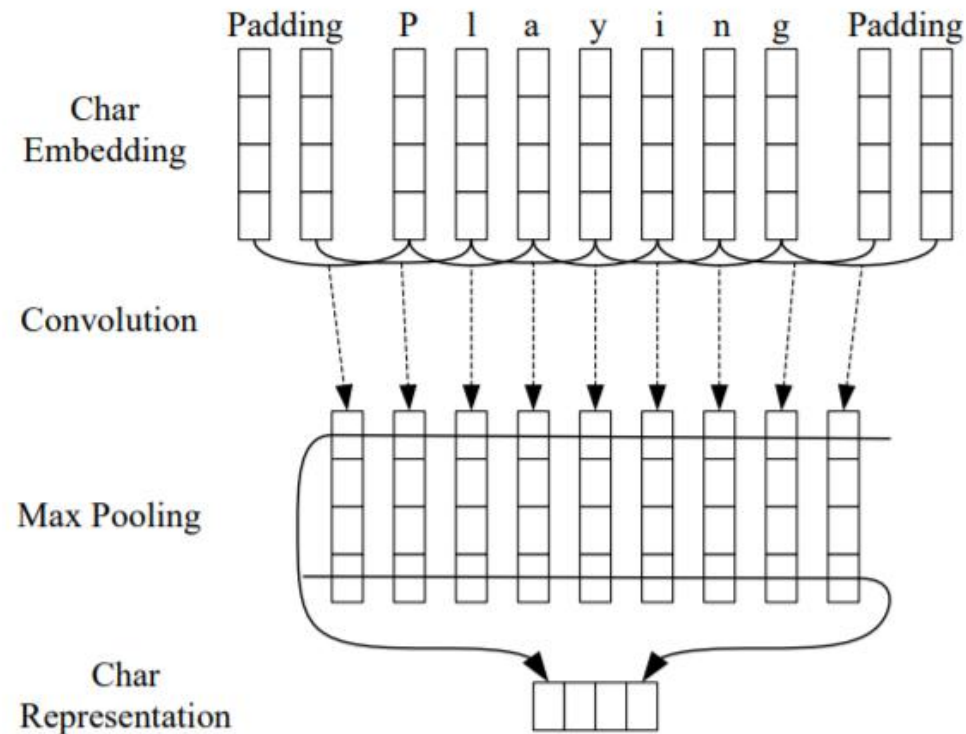 Padding P l a y i n g Padding
Char
Embedding
Convolution
Max Pooling
Char
Representation